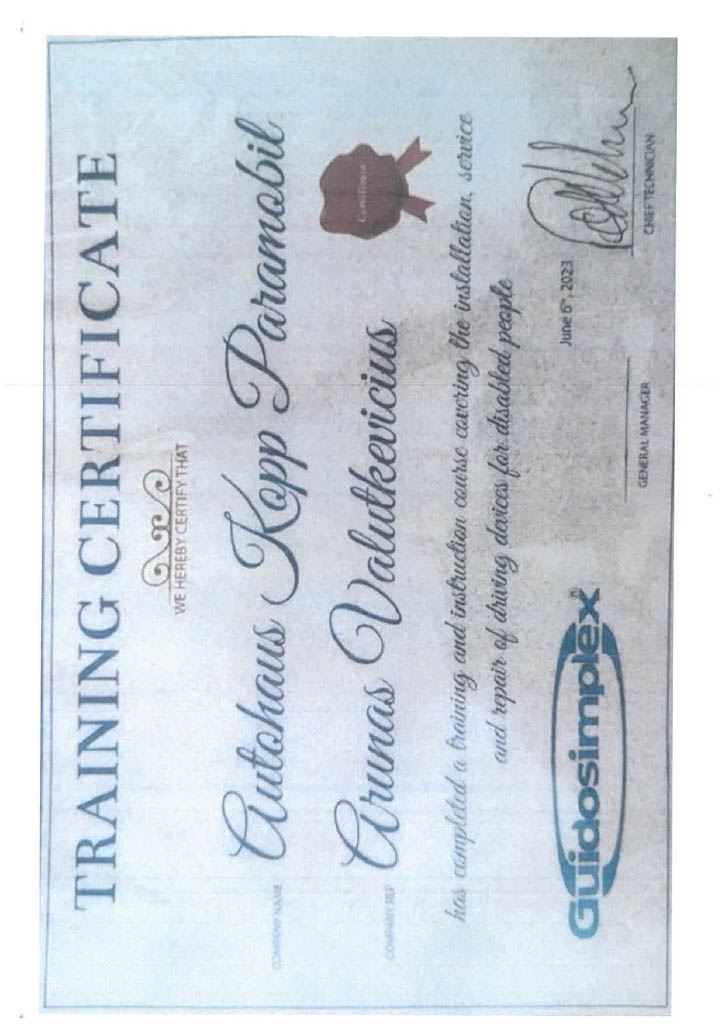 TRAINING CERTIFICATE
WE HEREBY CERTIFY THAT
COMPANY NAME
Autohaus Kopp Paramobil
COMPANY REF
Arunas Valutkevicius
has completed a training and instruction course covering the installation, service
and repair of driving devices for disabled people
Guidosimplex
June 6th, 2023
GENERAL MANAGER
CHIEF TECHNICIAN